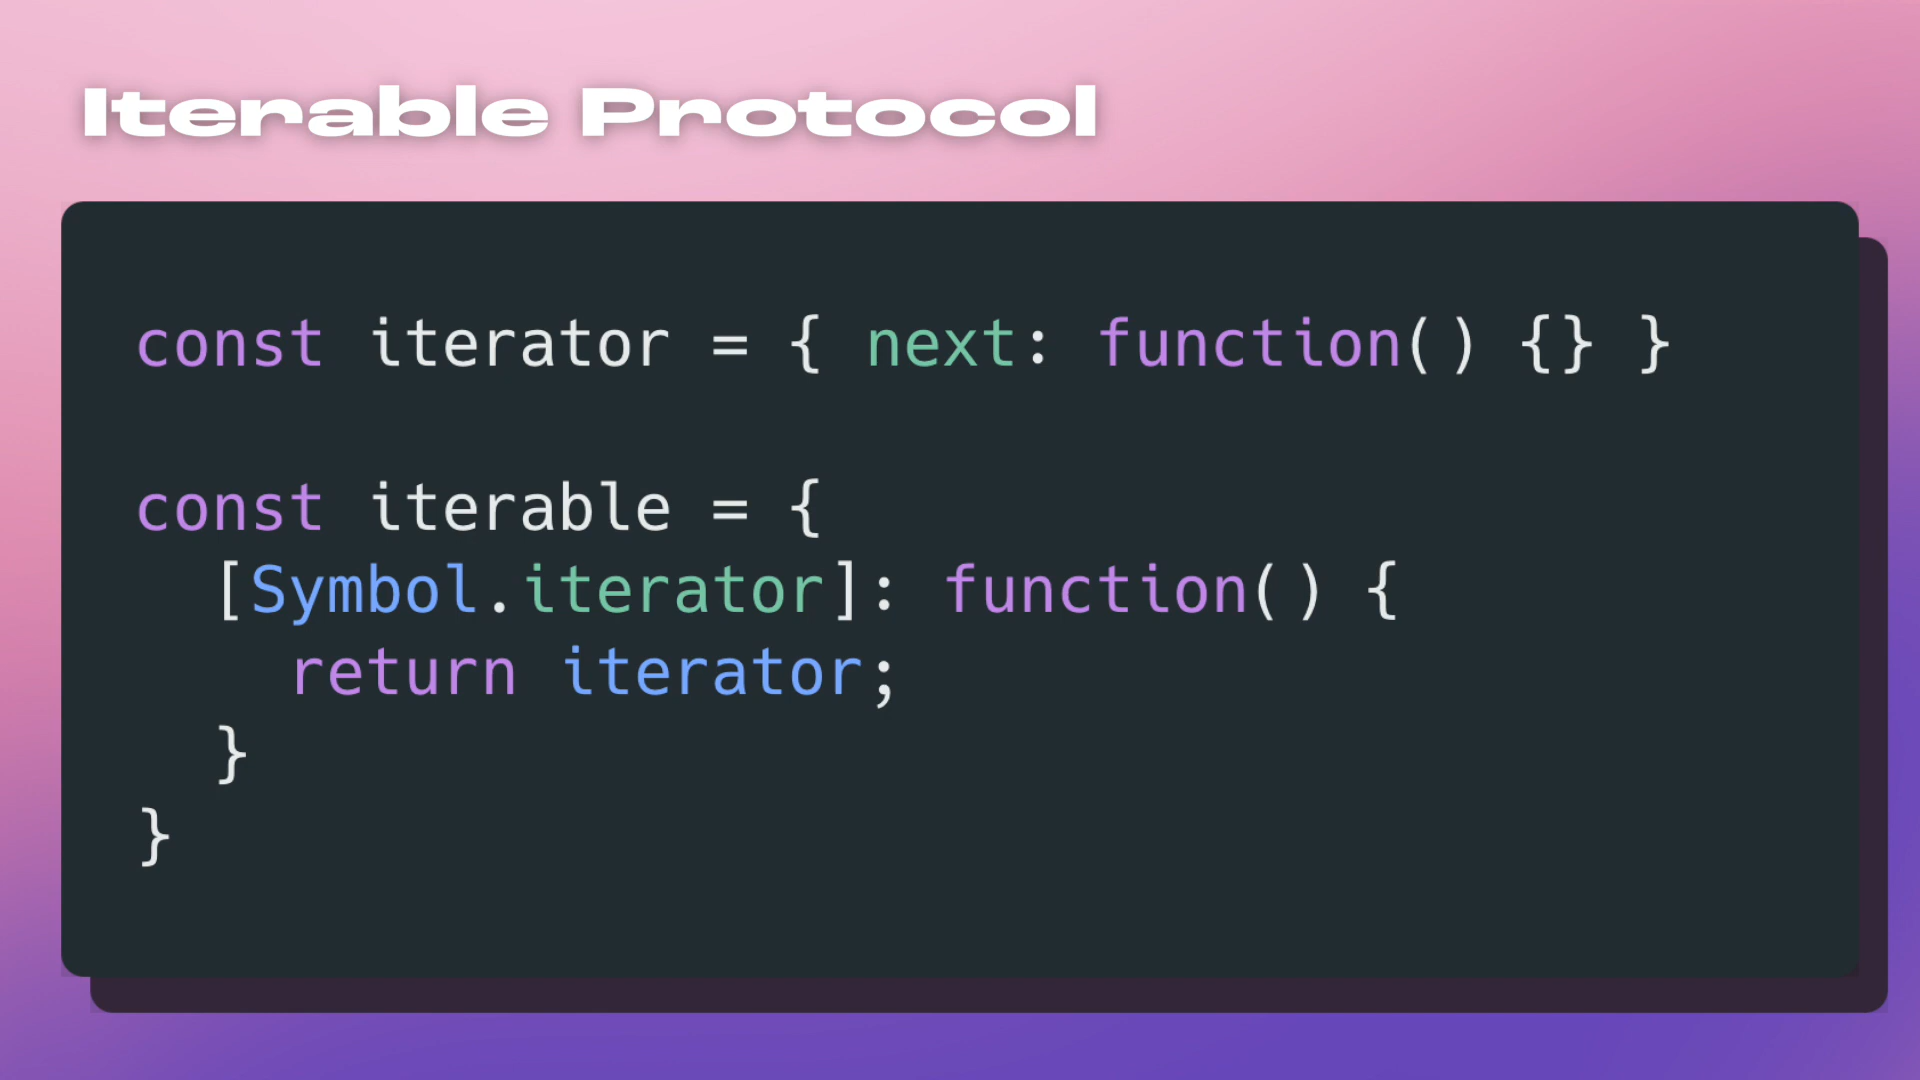 Iterable Protocol
const iterator = { next: function() {} }
const iterable = {
  [Symbol.iterator]: function() {
    return iterator;
  }
}